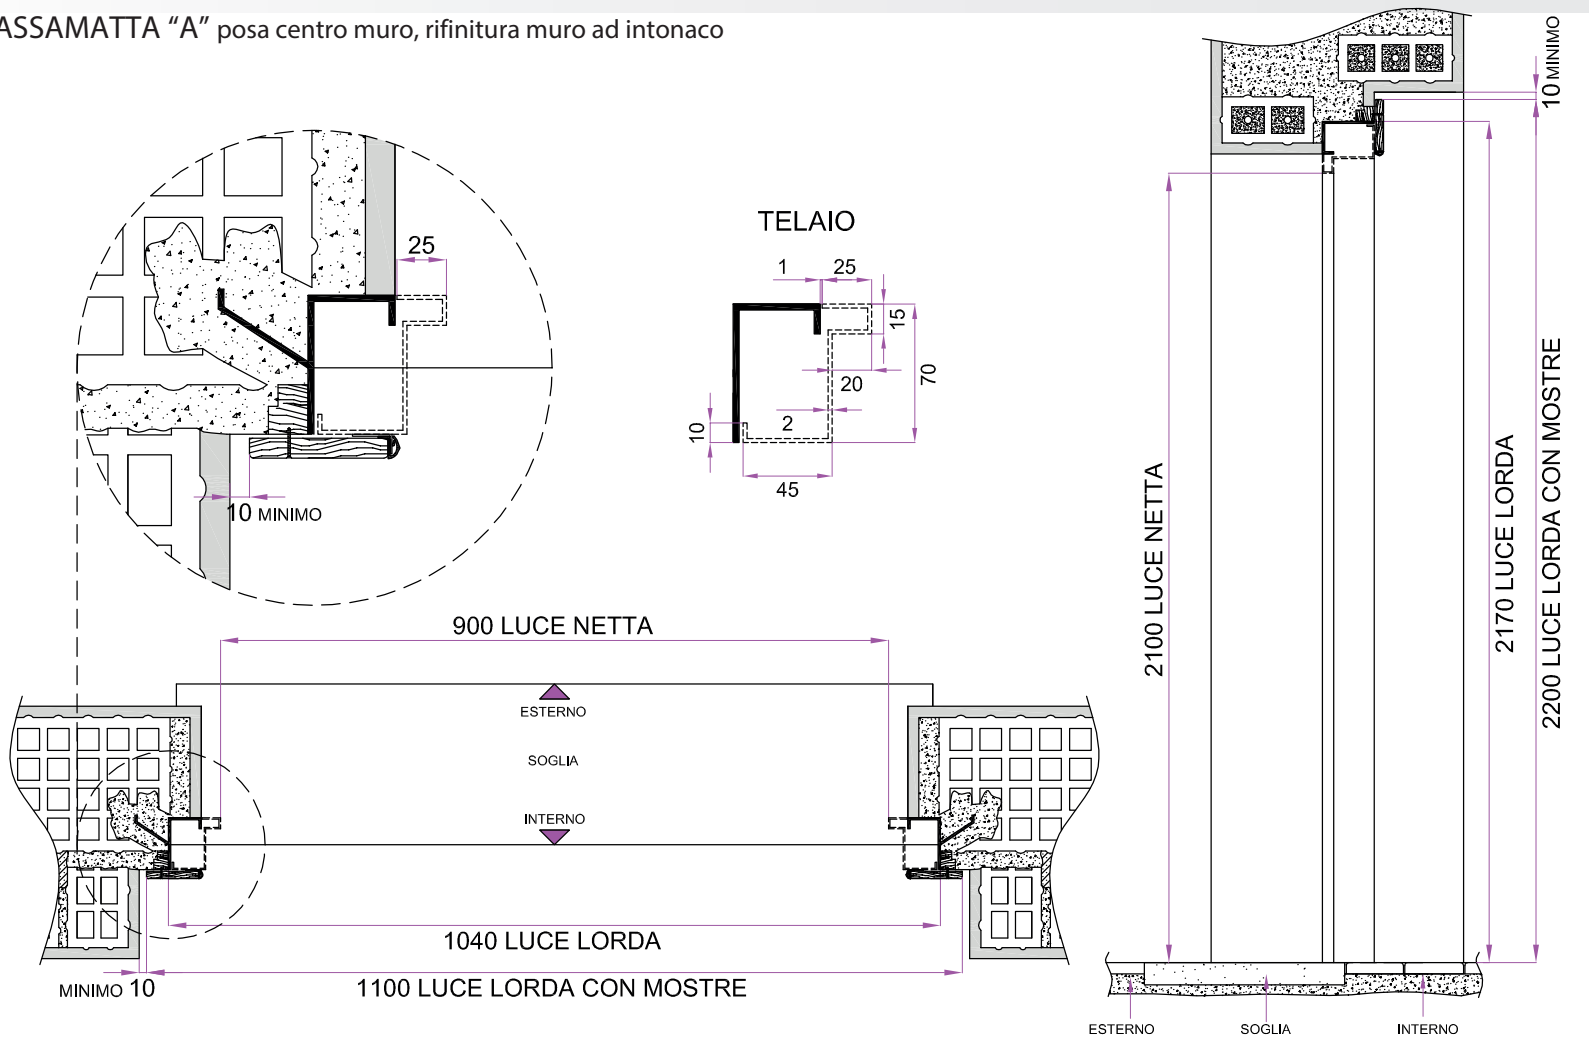 ASSAMATTA “A” posa centro muro, rifinitura muro ad intonaco
25
10 MINIMO
TELAIO
1 25
15
70
20
2
10
45
10 MINIMO
2100 LUCE NETTA
2170 LUCE LORDA
2200 LUCE LORDA CON MOSTRE
900 LUCE NETTA
ESTERNO
SOGLIA
INTERNO
1040 LUCE LORDA
MINIMO 10
1100 LUCE LORDA CON MOSTRE
ESTERNO
SOGLIA
INTERNO